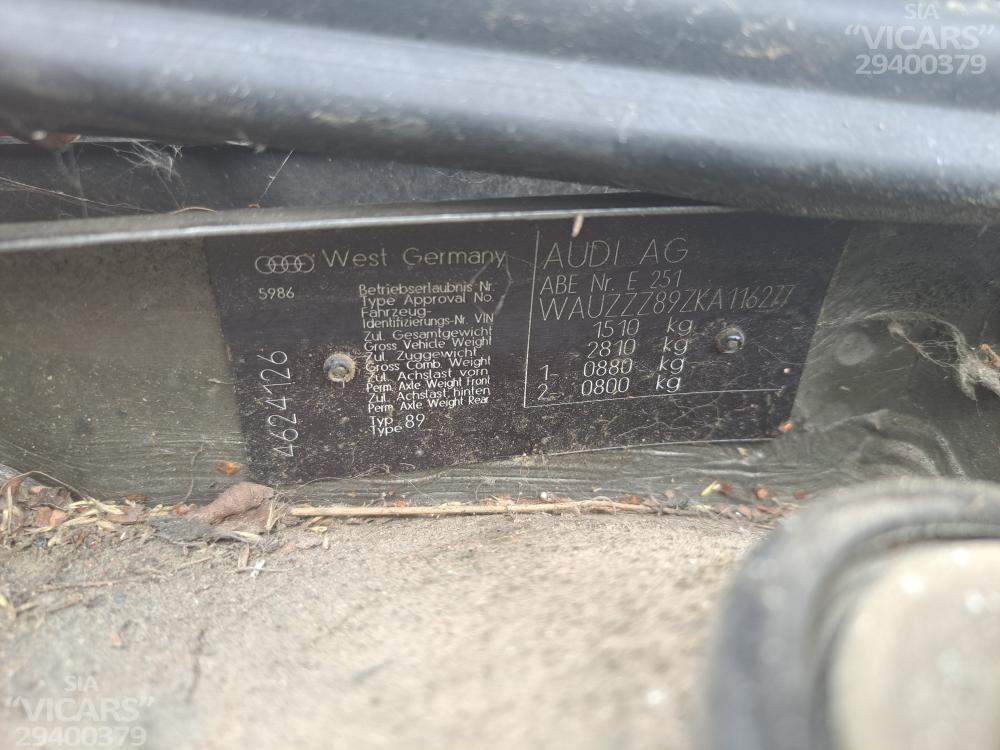 SIA
"VICARS"
29400379
West Germany
5986
4624126
Betriebserlaubnis Nr.
Type Approval No.
Fahrzeug-
Identifizierungs-Nr. VIN
Zul. Gesamtgewicht
Gross Vehicle Weight
Zul. Zuggewicht
Gross Comb. Weight
Zul. Achslast vorn
Perm. Axle Weight Front
Zul. Achslast hinten
Perm. Axle Weight Rear
Typ
Type 89
AUDI AG
ABE Nr. E 251
WAUZZZ89ZKA116277
1510 kg
2810 kg
1- 0880 kg
2- 0800 kg
SIA
"VICARS"
29400379